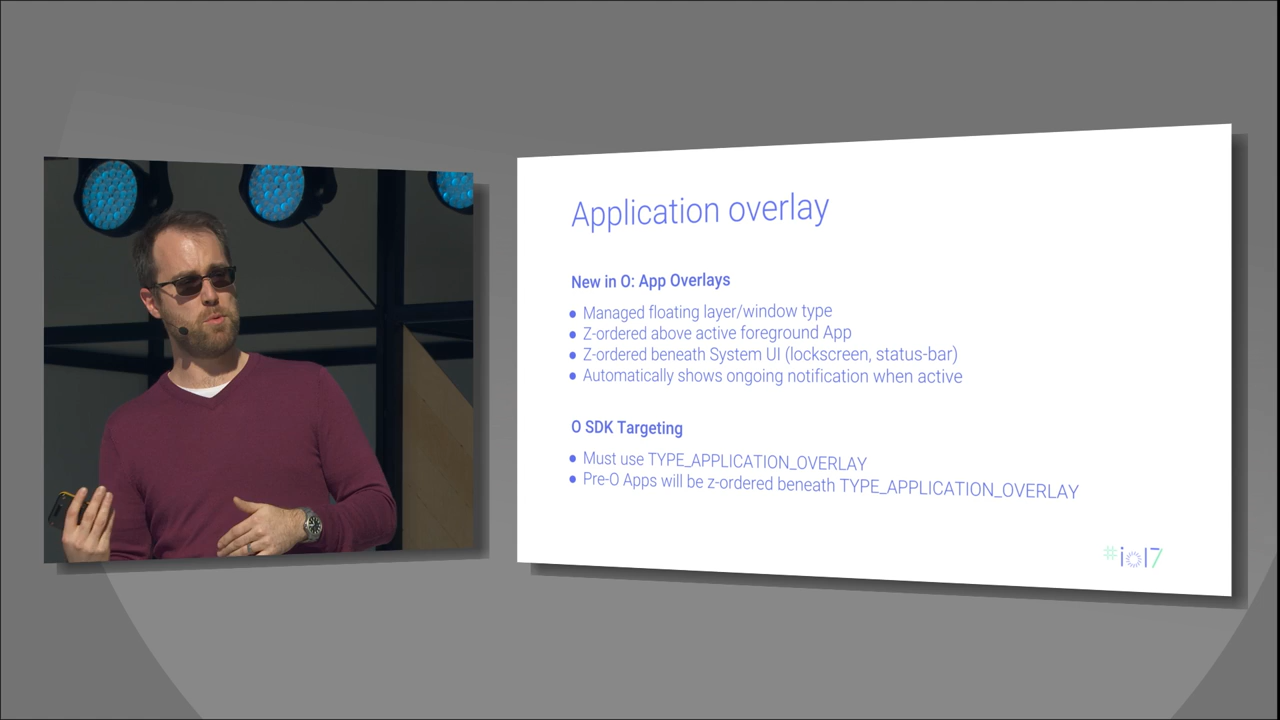 Application overlay
New in O: App Overlays
• Managed floating layer/window type
• Z-ordered above active foreground App
• Z-ordered beneath System UI (lockscreen, status-bar)
• Automatically shows ongoing notification when active
O SDK Targeting
• Must use TYPE_APPLICATION_OVERLAY
• Pre-O Apps will be z-ordered beneath TYPE_APPLICATION_OVERLAY
#io17